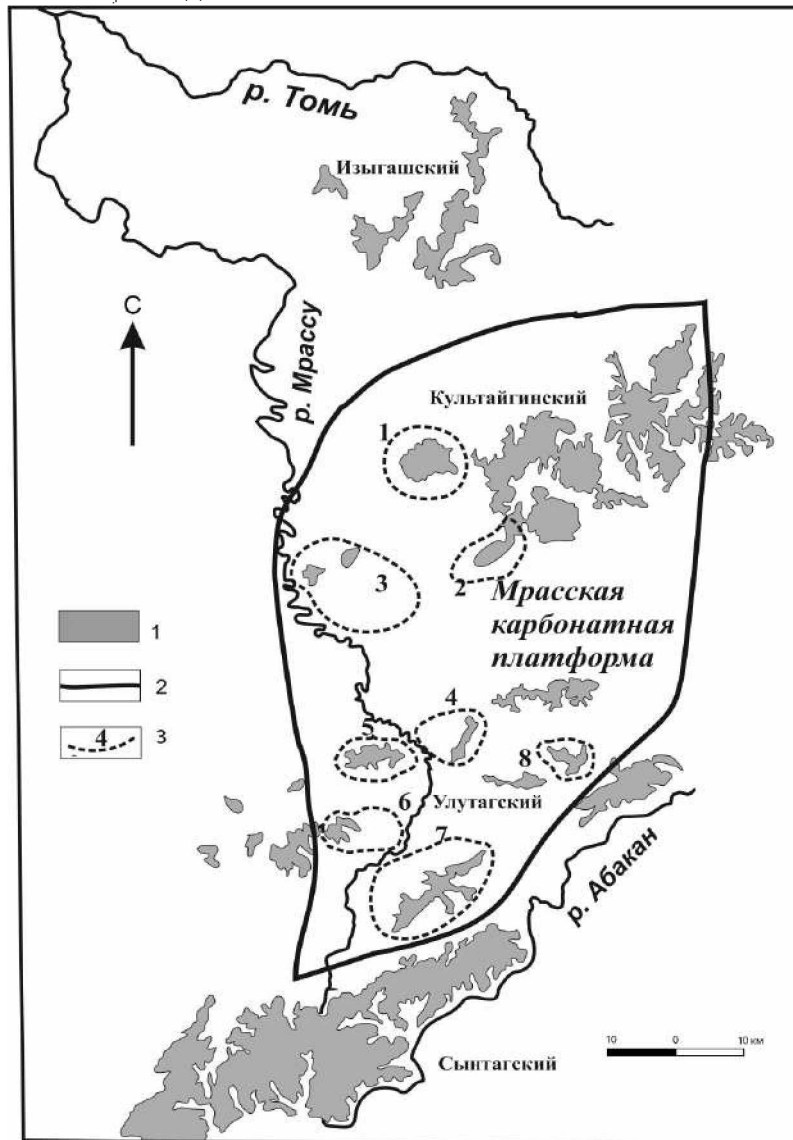 р. Томь
Изыгашский
С
р. Мрассу
Культайгинский
1
3
2
Мрасская
карбонатная
платформа
1
2
4
3
4
5
8
Улутагский
6
7
р. Абакан
10 0 10 км
Сынтагский